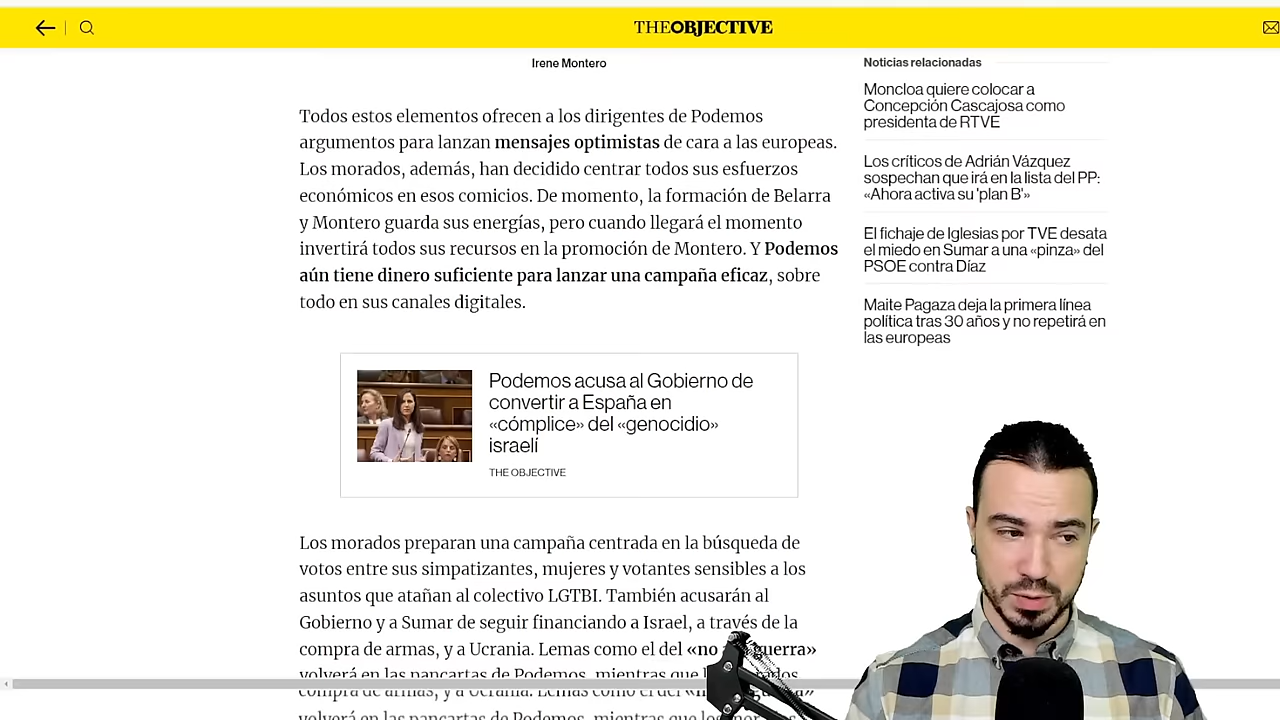 THEOBJECTIVE
Irene Montero
Todos estos elementos ofrecen a los dirigentes de Podemos
argumentos para lanzan mensajes optimistas de cara a las europeas.
Los morados, además, han decidido centrar todos sus esfuerzos
económicos en esos comicios. De momento, la formación de Belarra
y Montero guarda sus energías, pero cuando llegará el momento
invertirá todos sus recursos en la promoción de Montero. Y Podemos
aún tiene dinero suficiente para lanzar una campaña eficaz, sobre
todo en sus canales digitales.
Podemos acusa al Gobierno de
convertir a España en
«cómplice» del «genocidio»
israelí
THE OBJECTIVE
Los morados preparan una campaña centrada en la búsqueda de
votos entre sus simpatizantes, mujeres y votantes sensibles a los
asuntos que atañan al colectivo LGTBI. También acusarán al
Gobierno y a Sumar de seguir financiando a Israel, a través de la
compra de armas, y a Ucrania. Lemas como el del «no guerra»
volverá en las pancartas de Podemos, mientras que
compra de armas, y a Ucrania. Lemas como el del
volverá en las pancartas de Podemos, mientras que
Noticias relacionadas
Moncloa quiere colocar a
Concepción Cascajosa como
presidenta de RTVE
Los críticos de Adrián Vázquez
sospechan que irá en la lista del PP:
«Ahora activa su 'plan B'»
El fichaje de Iglesias por TVE desata
el miedo en Sumar a una «pinza» del
PSOE contra Díaz
Maite Pagaza deja la primera línea
política tras 30 años y no repetirá en
las europeas